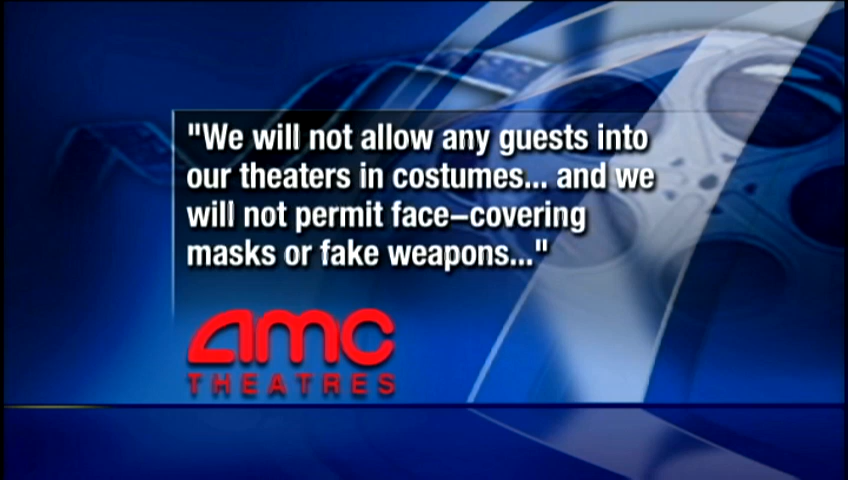 "We will not allow any guests into
our theaters in costumes... and we
will not permit face–covering
masks or fake weapons..."
amc
THEATRES